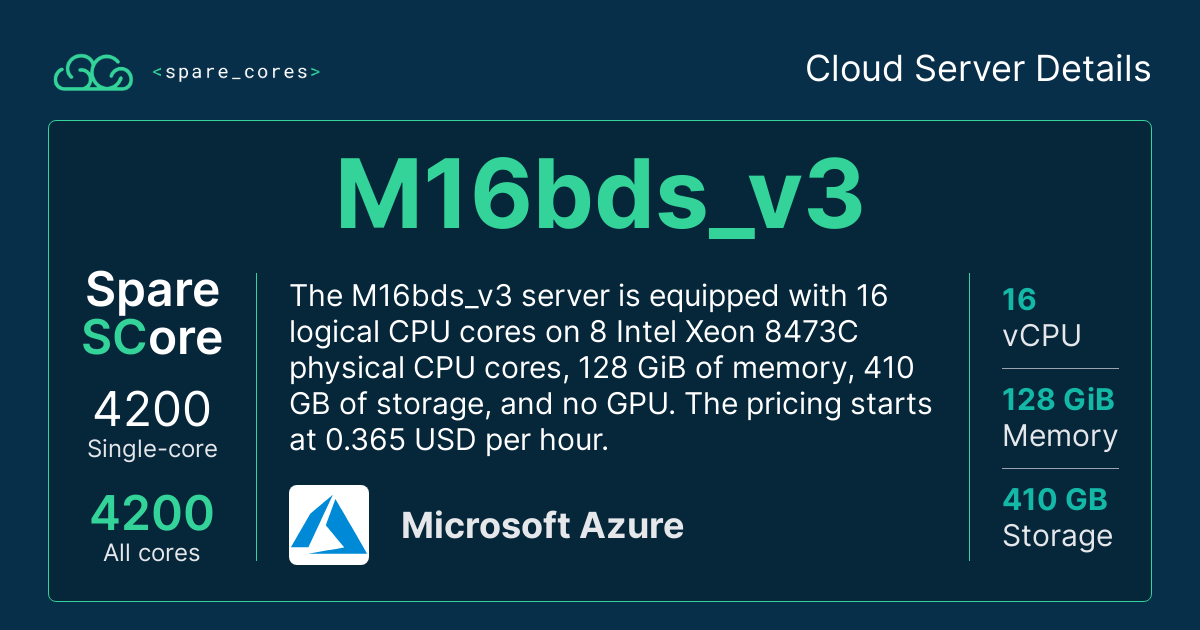 <spare_cores>
Cloud Server Details
M16bds_v3
Spare
SCore
4200
Single-core
4200
All cores
The M16bds_v3 server is equipped with 16
logical CPU cores on 8 Intel Xeon 8473C
physical CPU cores, 128 GiB of memory, 410
GB of storage, and no GPU. The pricing starts
at 0.365 USD per hour.
Microsoft Azure
16
vCPU
128 GiB
Memory
410 GB
Storage